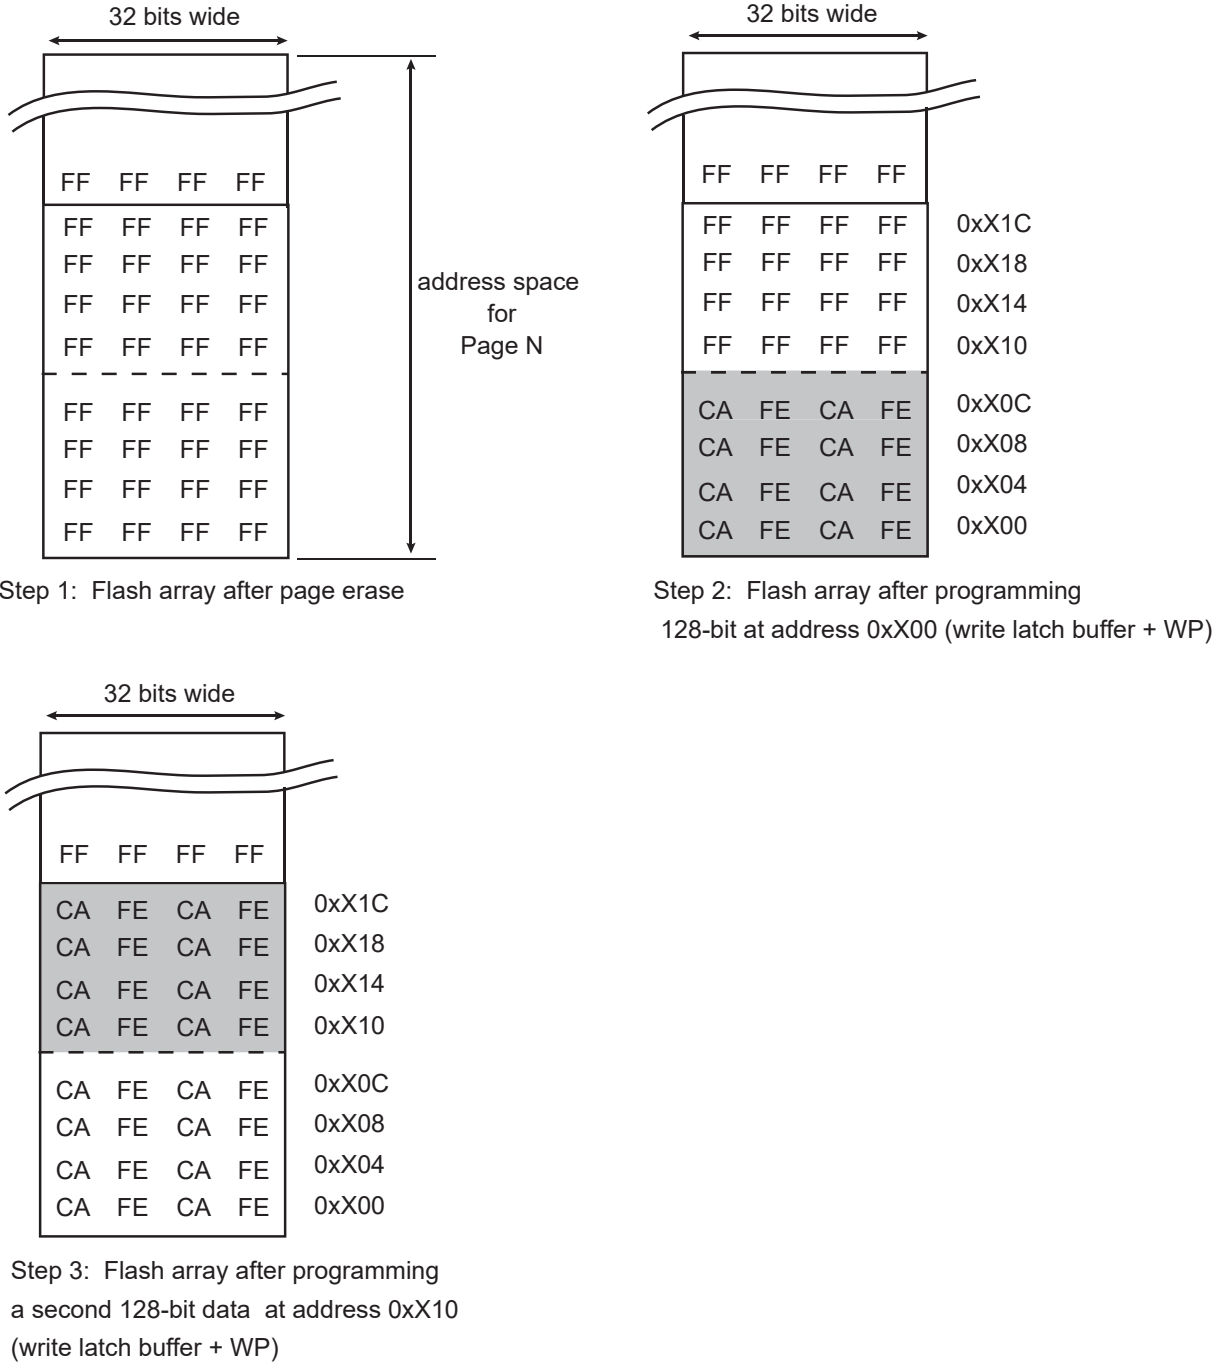 32 bits wide
FF FF FF FF
FF FF FF FF
FF FF FF FF
FF FF FF FF
FF FF FF FF
FF FF FF FF
FF FF FF FF
FF FF FF FF
FF FF FF FF
address space
for
Page N
Step 1: Flash array after page erase
32 bits wide
FF FF FF FF
FF FF FF FF 0xX1C
FF FF FF FF 0xX18
FF FF FF FF 0xX14
FF FF FF FF 0xX10
CA FE CA FE 0xX0C
CA FE CA FE 0xX08
CA FE CA FE 0xX04
CA FE CA FE 0xX00
Step 2: Flash array after programming
128-bit at address 0xX00 (write latch buffer + WP)
32 bits wide
FF FF FF FF
CA FE CA FE 0xX1C
CA FE CA FE 0xX18
CA FE CA FE 0xX14
CA FE CA FE 0xX10
CA FE CA FE 0xX0C
CA FE CA FE 0xX08
CA FE CA FE 0xX04
CA FE CA FE 0xX00
Step 3: Flash array after programming
a second 128-bit data at address 0xX10
(write latch buffer + WP)